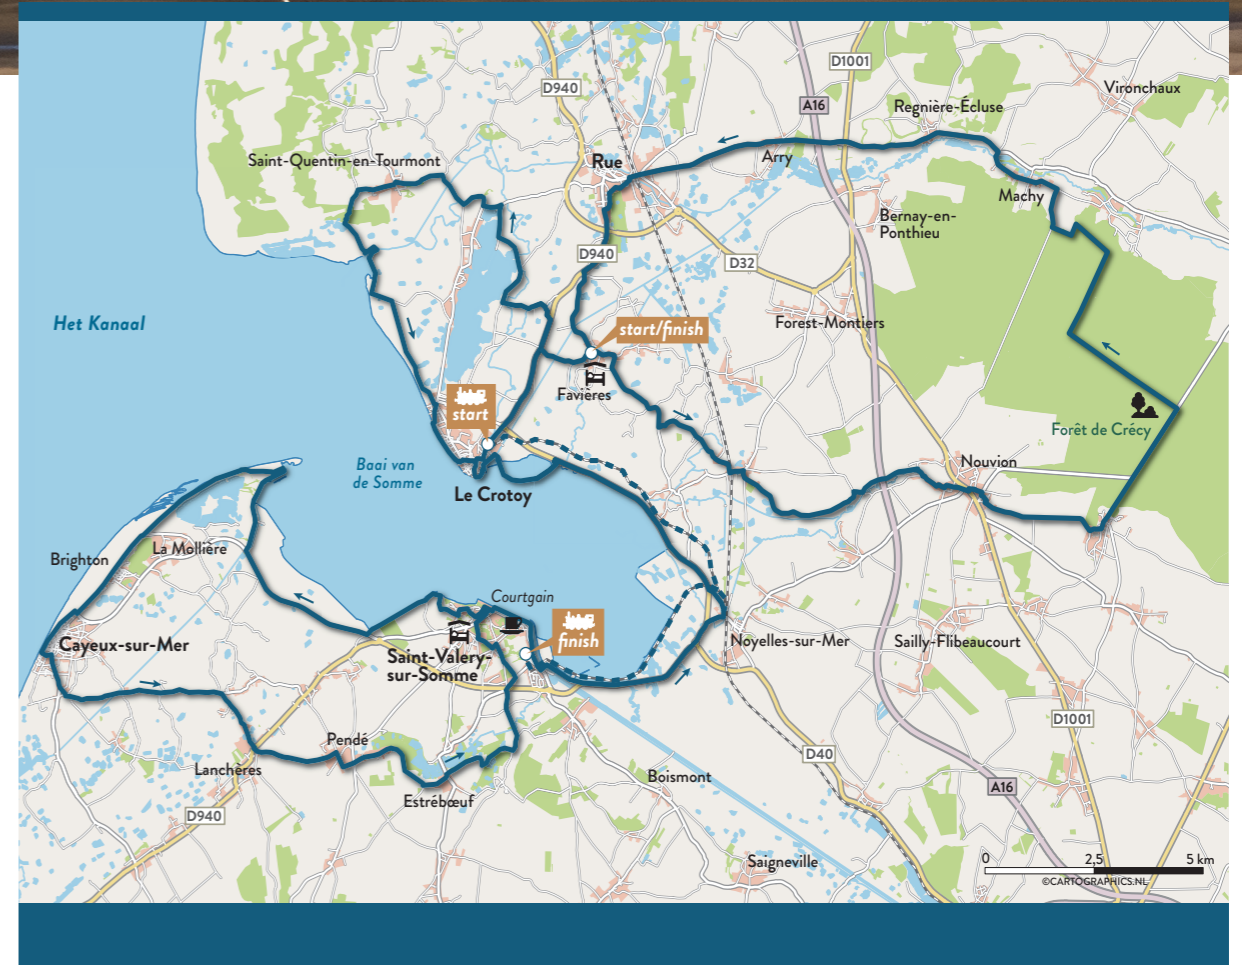 D1001
D940
Vironchaux
A16
Regnière-Écluse
Saint-Quentin-en-Tourmont
Rue
Arry
Machy
Bernay-en-
Ponthieu
D940
D32
Het Kanaal
start/finish
Forest-Montiers
Favières
start
Forêt de Crécy
Baai van
de Somme
Le Crotoy
Nouvion
La Mollière
Brighton
Courtgain
finish
Cayeux-sur-Mer
Saint-Valery-
sur-Somme
Noyelles-sur-Mer
Sailly-Flibeaucourt
D1001
Pendé
D40
Lanchères
Boismont
A16
Estrébœuf
D940
Saigneville
0 2,5 5 km
©CARTOGRAPHICS.NL